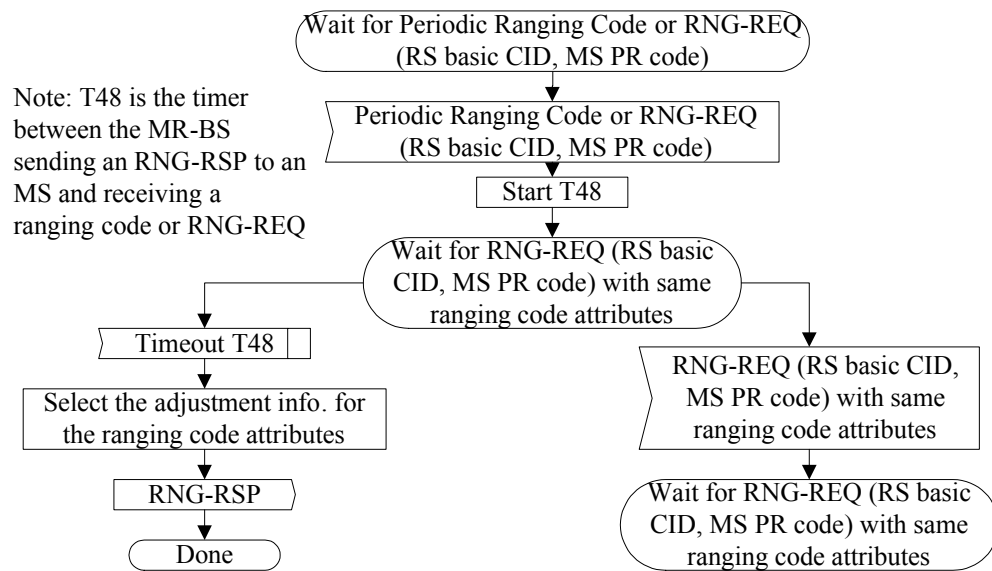 Wait for Periodic Ranging Code or RNG-REQ
(RS basic CID, MS PR code)
Note: T48 is the timer
between the MR-BS
sending an RNG-RSP to an
MS and receiving a
ranging code or RNG-REQ
Periodic Ranging Code or RNG-REQ
(RS basic CID, MS PR code)
Start T48
Wait for RNG-REQ (RS basic
CID, MS PR code) with same
ranging code attributes
Timeout T48
Select the adjustment info. for
the ranging code attributes
RNG-RSP
Done
RNG-REQ (RS basic CID,
MS PR code) with same
ranging code attributes
Wait for RNG-REQ (RS basic
CID, MS PR code) with same
ranging code attributes